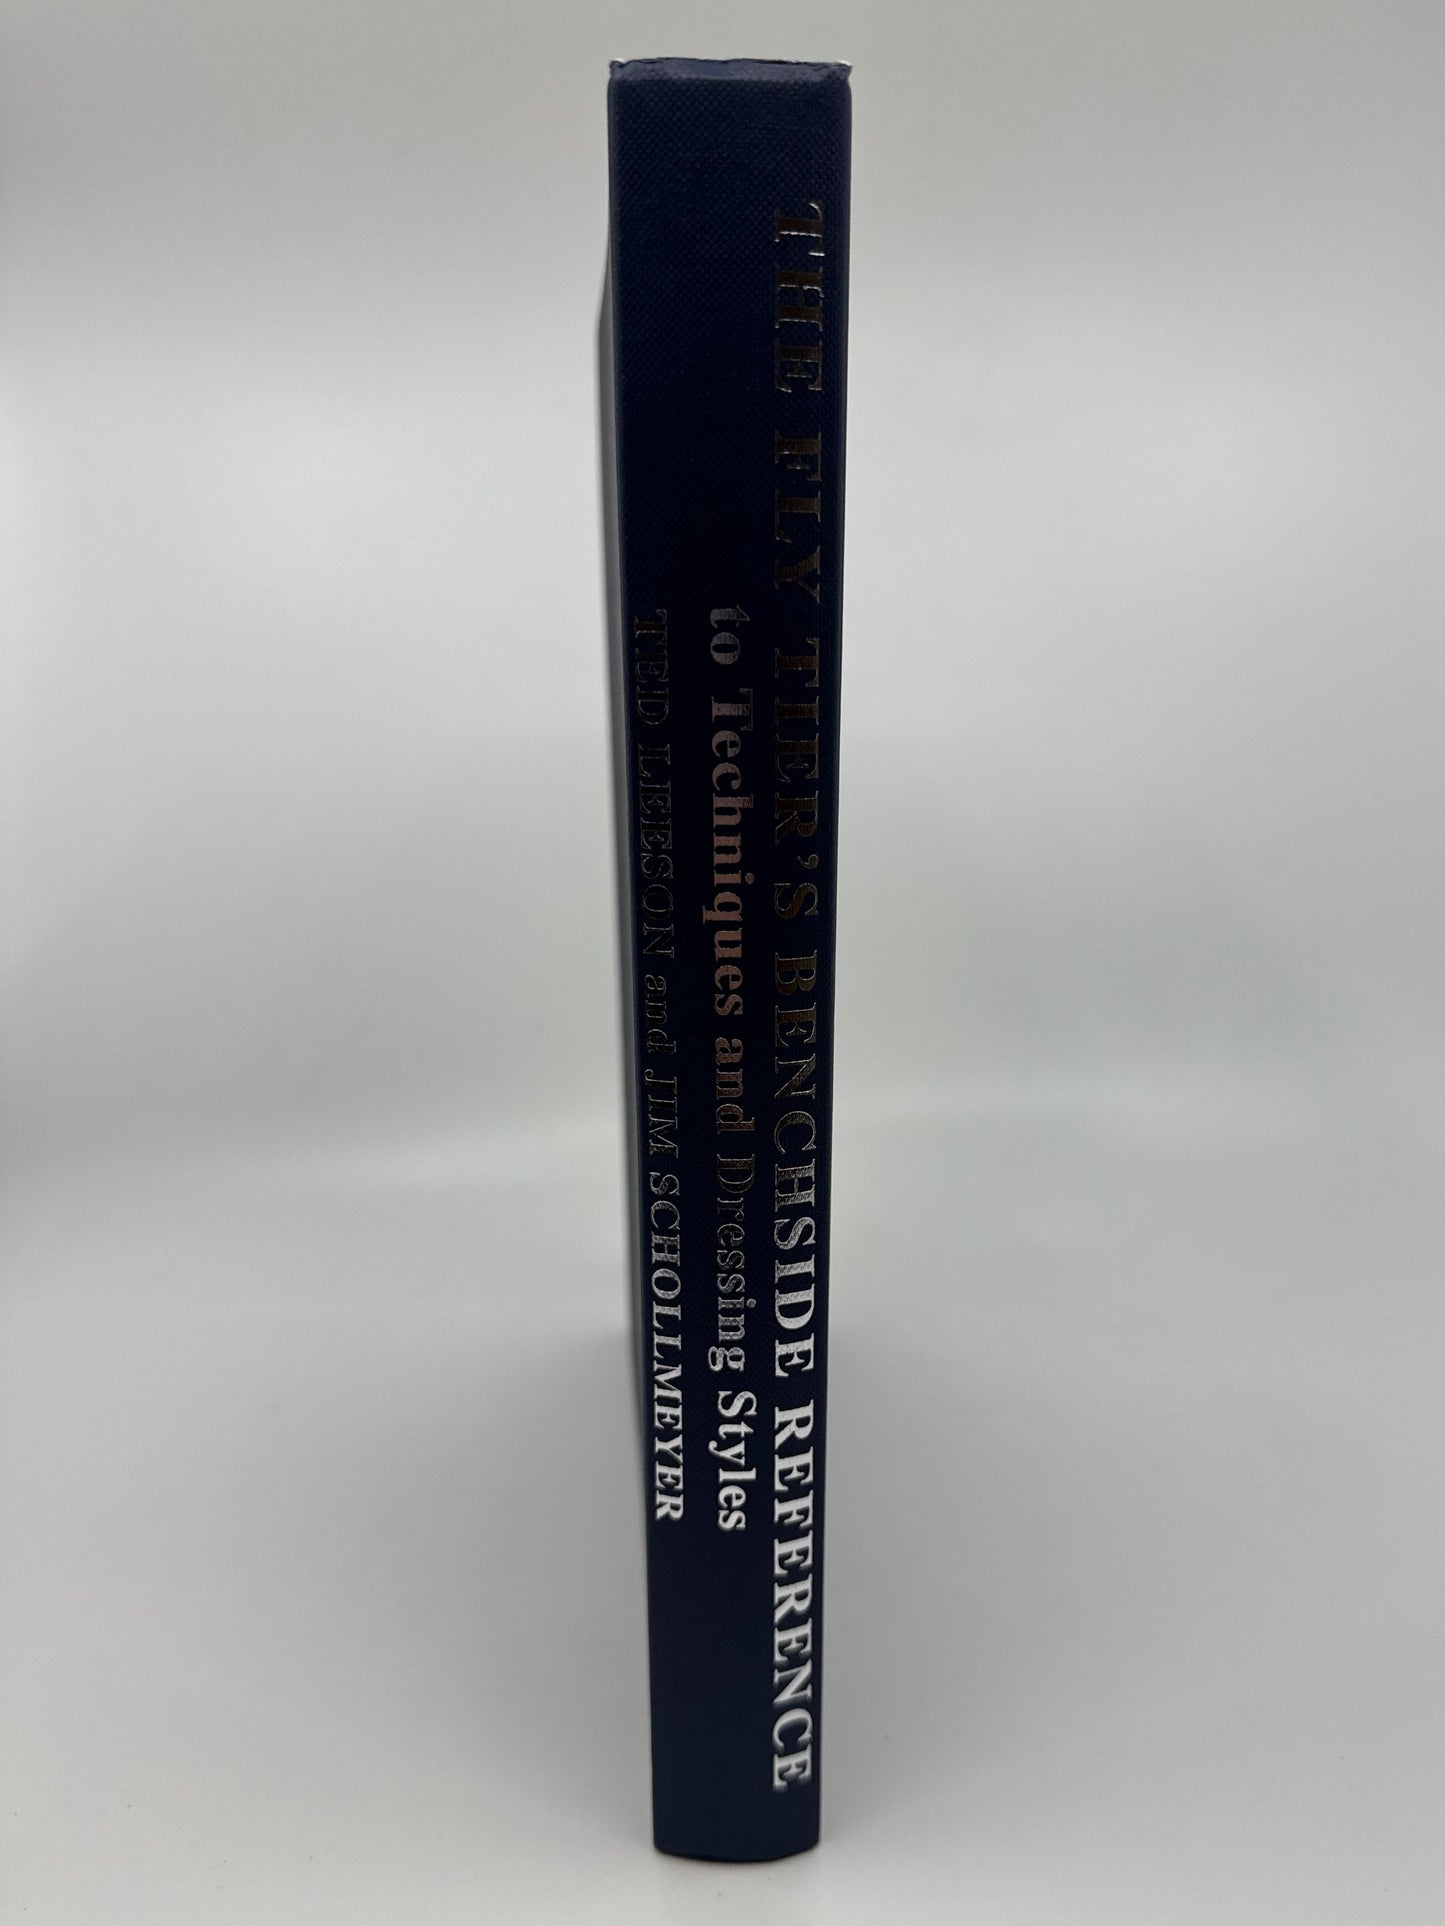 THE FLY TIER'S BENCHSIDE REFERENCE
to Techniques and Dressing Styles
TED LEESON and JIM SCHOLLMEYER